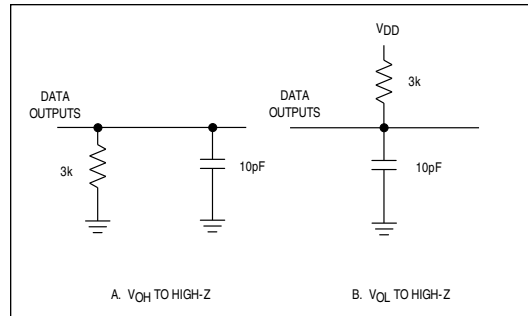 DATA
OUTPUTS
3k
10pF
A. VOH TO HIGH-Z
VDD
3k
DATA
OUTPUTS
10pF
B. VOL TO HIGH-Z